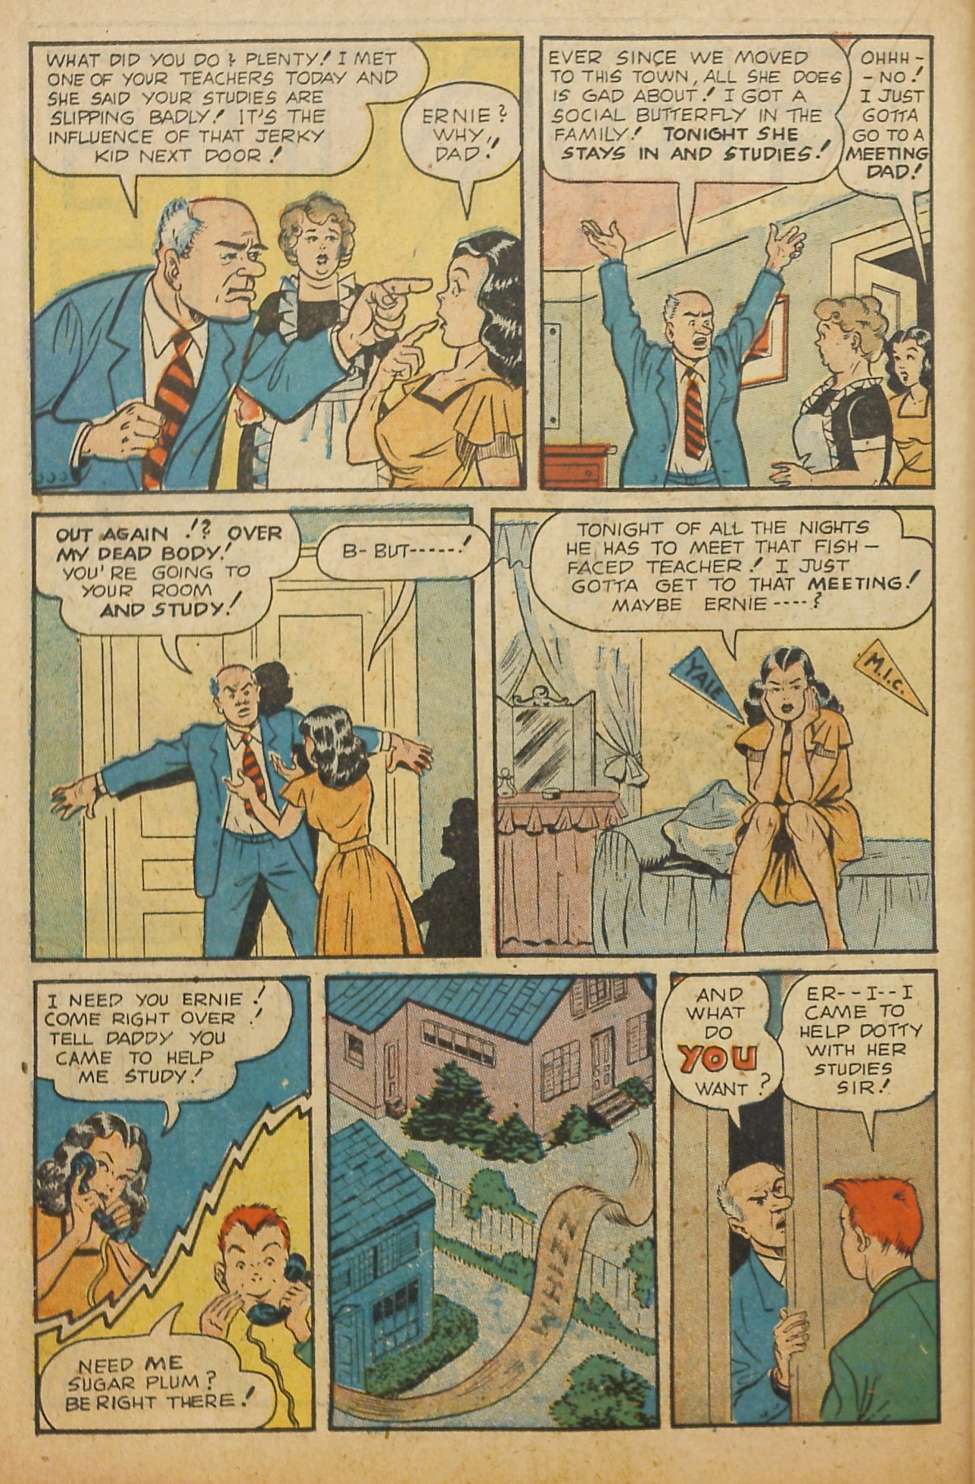 WHAT DID YOU DO & PLENTY! I MET
ONE OF YOUR TEACHERS TODAY AND
SHE SAID YOUR STUDIES ARE
SLIPPING BADLY! IT'S THE
INFLUENCE OF THAT JERKY
KID NEXT DOOR!
ERNIE?
WHY,,
DAD!
EVER SINCE WE MOVED
TO THIS TOWN, ALL SHE DOES
IS GAD ABOUT! I GOT A
SOCIAL BUTTERFLY IN THE
FAMILY! TONIGHT SHE
STAYS IN AND STUDIES!
OHHH-
-NO!
I JUST
GOTTA
GO TO A
MEETING
DAD!
OUT AGAIN !? OVER
MY DEAD BODY!
YOU'RE GOING TO
YOUR ROOM
AND STUDY!
B-BUT------!
TONIGHT OF ALL THE NIGHTS
HE HAS TO MEET THAT FISH-
FACED TEACHER! I JUST
GOTTA GET TO THAT MEETING!
MAYBE ERNIE----?
YALE
M.I.C.
I NEED YOU ERNIE!
COME RIGHT OVER!
TELL DADDY YOU
CAME TO HELP
ME STUDY!
NEED ME
SUGAR PLUM?
BE RIGHT THERE!
WHIZZ
AND
WHAT
DO
YOU
WANT?
ER--I--I
CAME TO
HELP DOTTY
WITH HER
STUDIES
SIR!